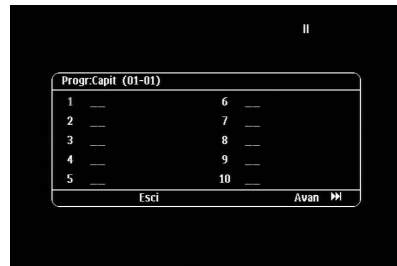 II
Progr:Capit (01-01)
1 __ 6 __
2 __ 7 __
3 __ 8 __
4 __ 9 __
5 __ 10 __
Esci Avan ⏭